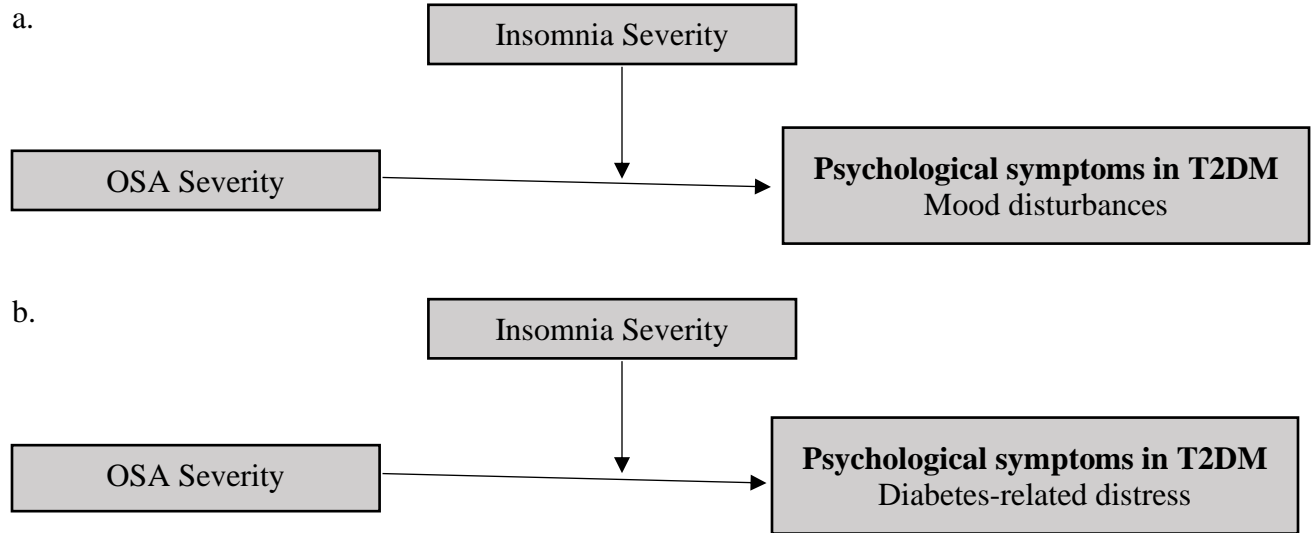 a.
Insomnia Severity
OSA Severity
Psychological symptoms in T2DM
Mood disturbances
b.
Insomnia Severity
OSA Severity
Psychological symptoms in T2DM
Diabetes-related distress